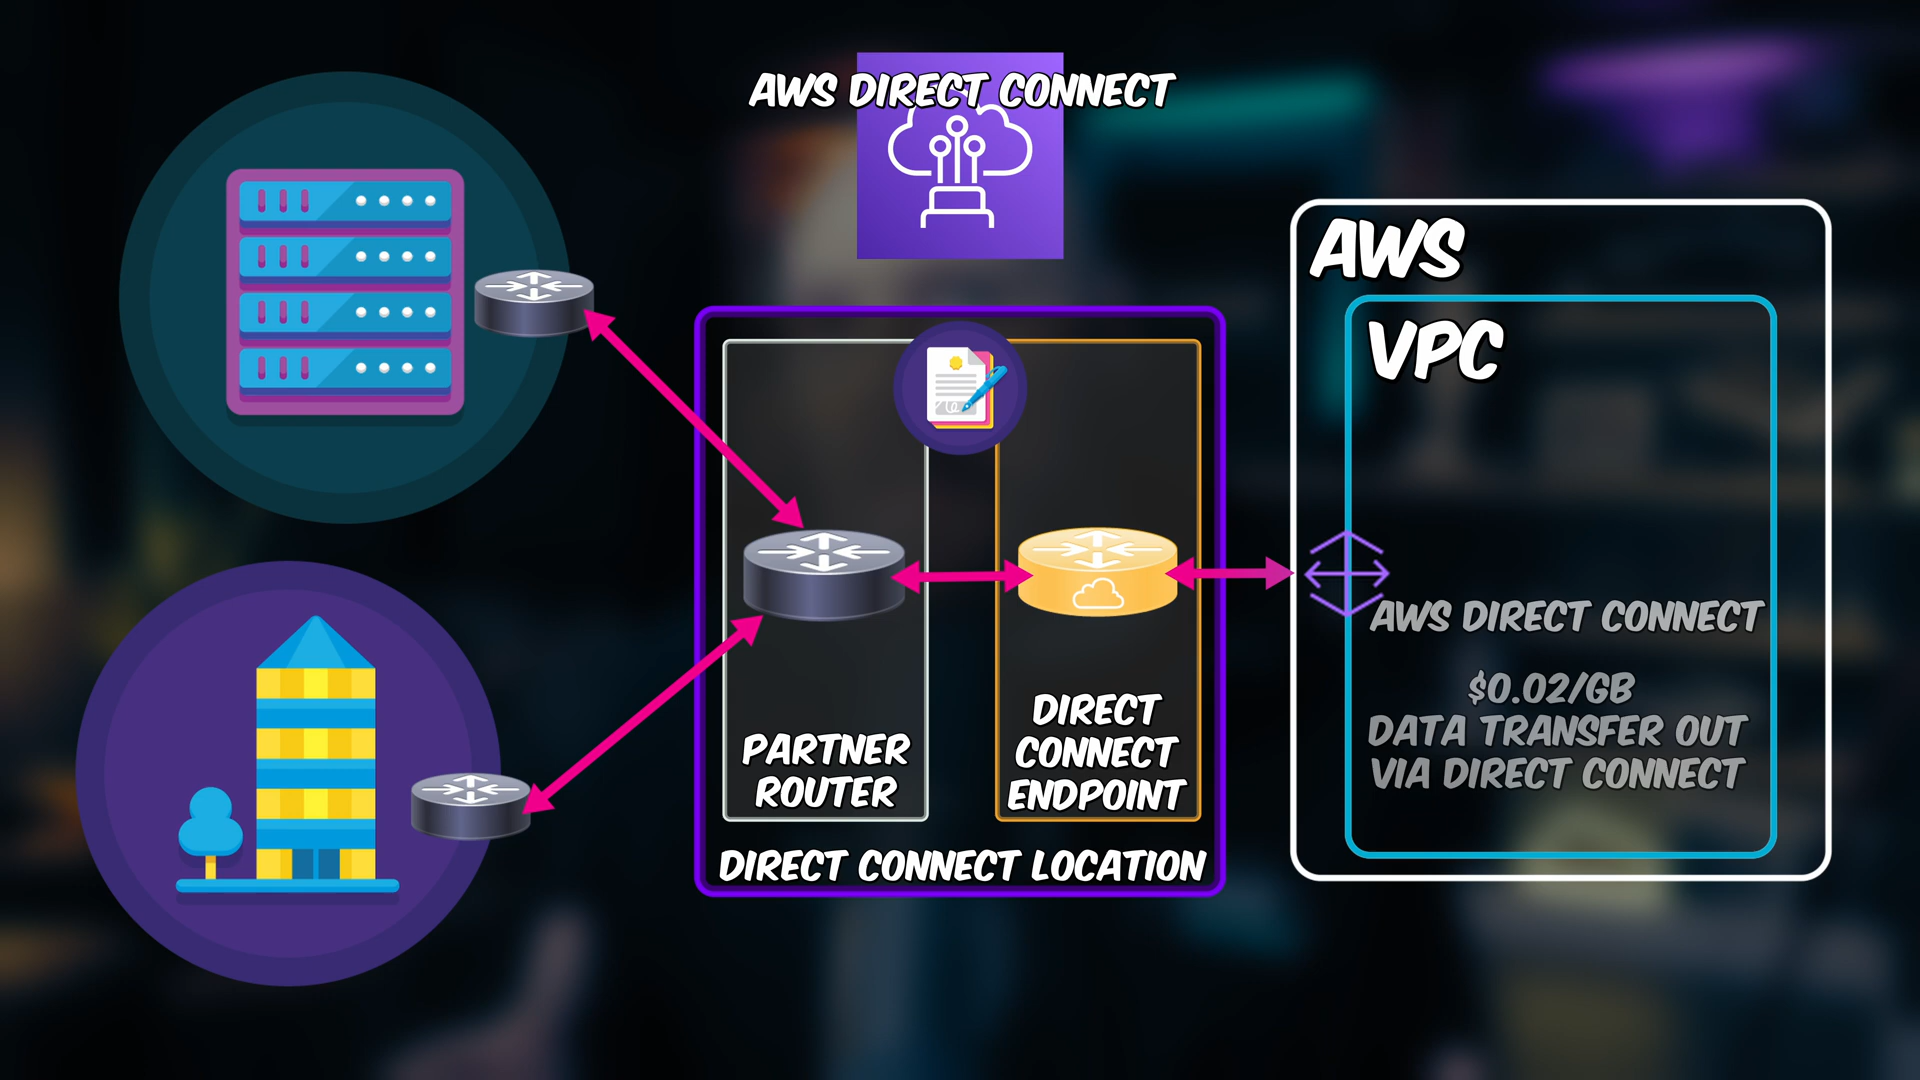 AWS DIRECT CONNECT
AWS
VPC
AWS DIRECT CONNECT
$0.02/GB
DATA TRANSFER OUT
VIA DIRECT CONNECT
PARTNER
ROUTER
DIRECT
CONNECT
ENDPOINT
DIRECT CONNECT LOCATION